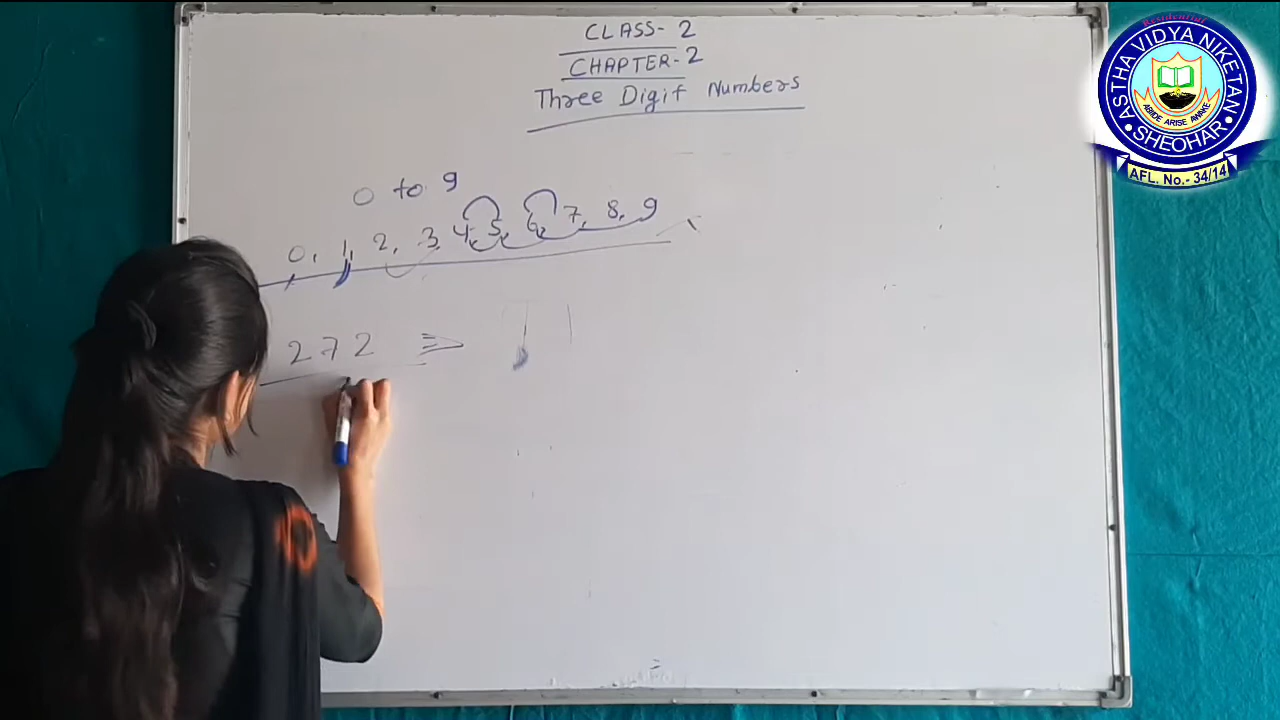 CLASS- 2
CHAPTER- 2
Three Digit Numbers
0 to 9
0, 1, 2, 3, 4, 5, 6, 7, 8, 9
272
Residential
ASTHA VIDYA NIKETAN
ABIDE ARISE AWAKE
• SHEOHAR •
AFL. No.- 34/14